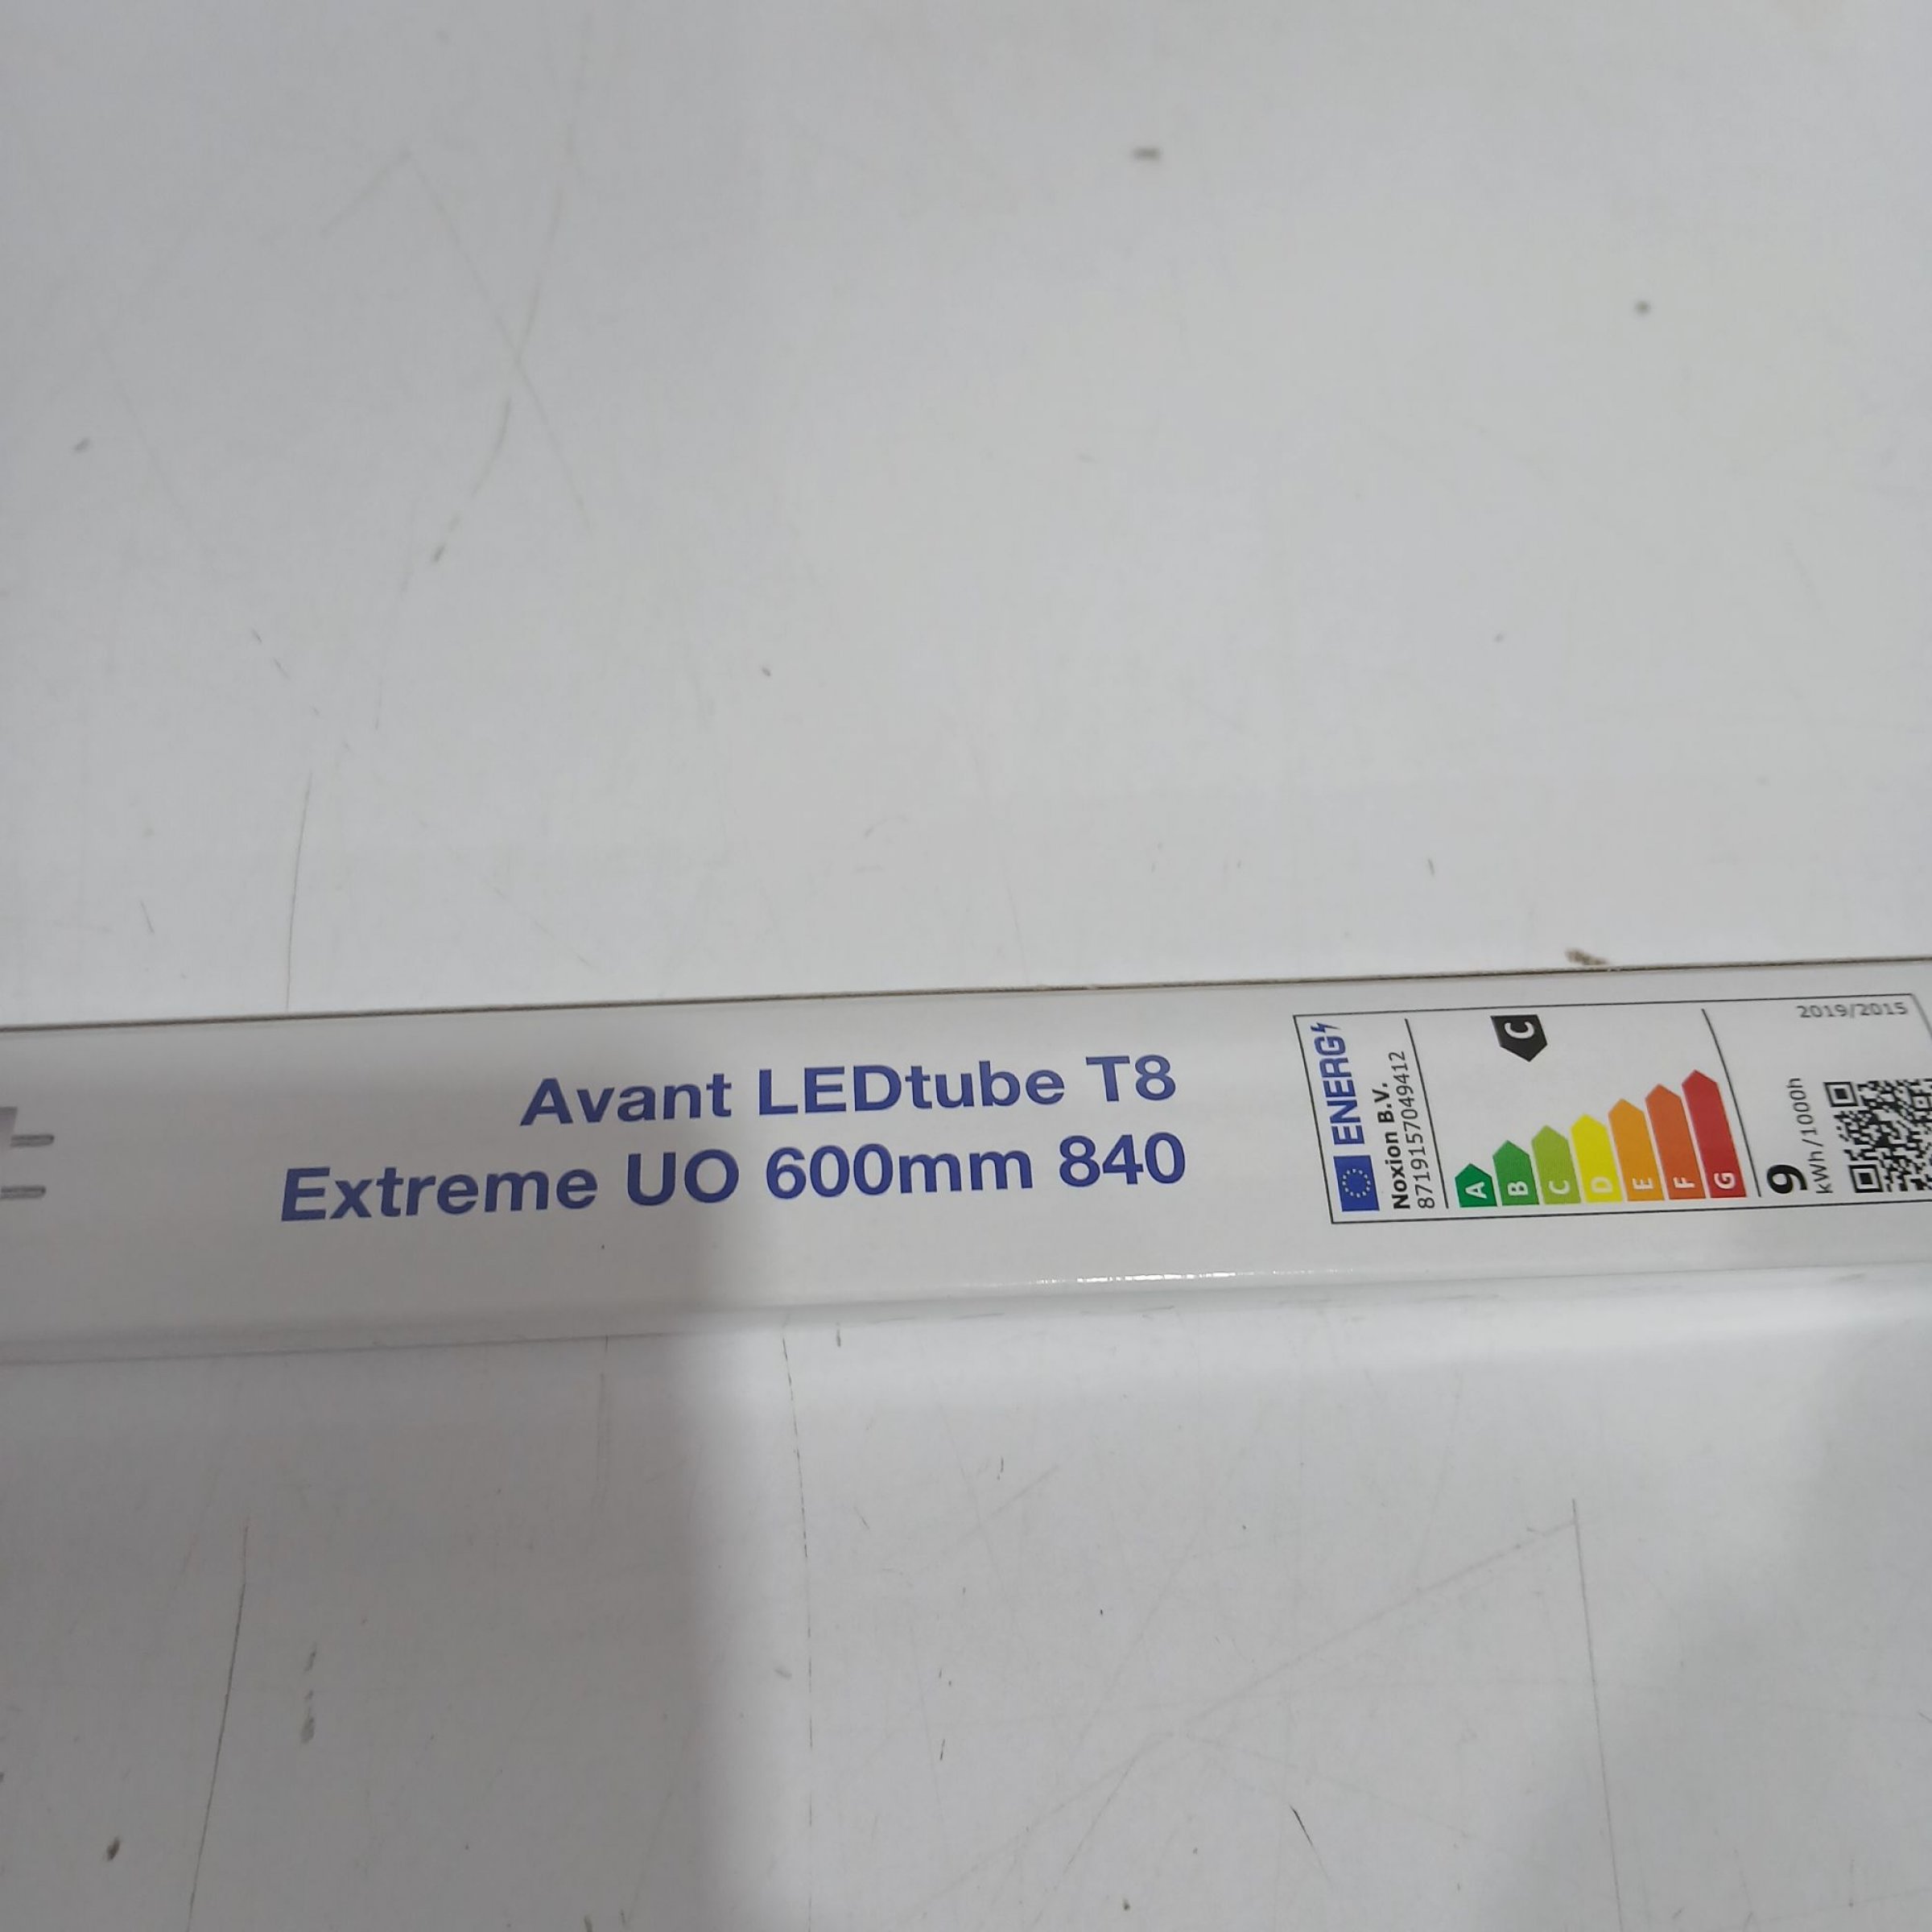 Avant LEDtube T8
Extreme UO 600mm 840
ENERG
Noxion B.V.
8719157049412
A
B
C
D
E
F
G
C
9
kWh/1000h
2019/2015